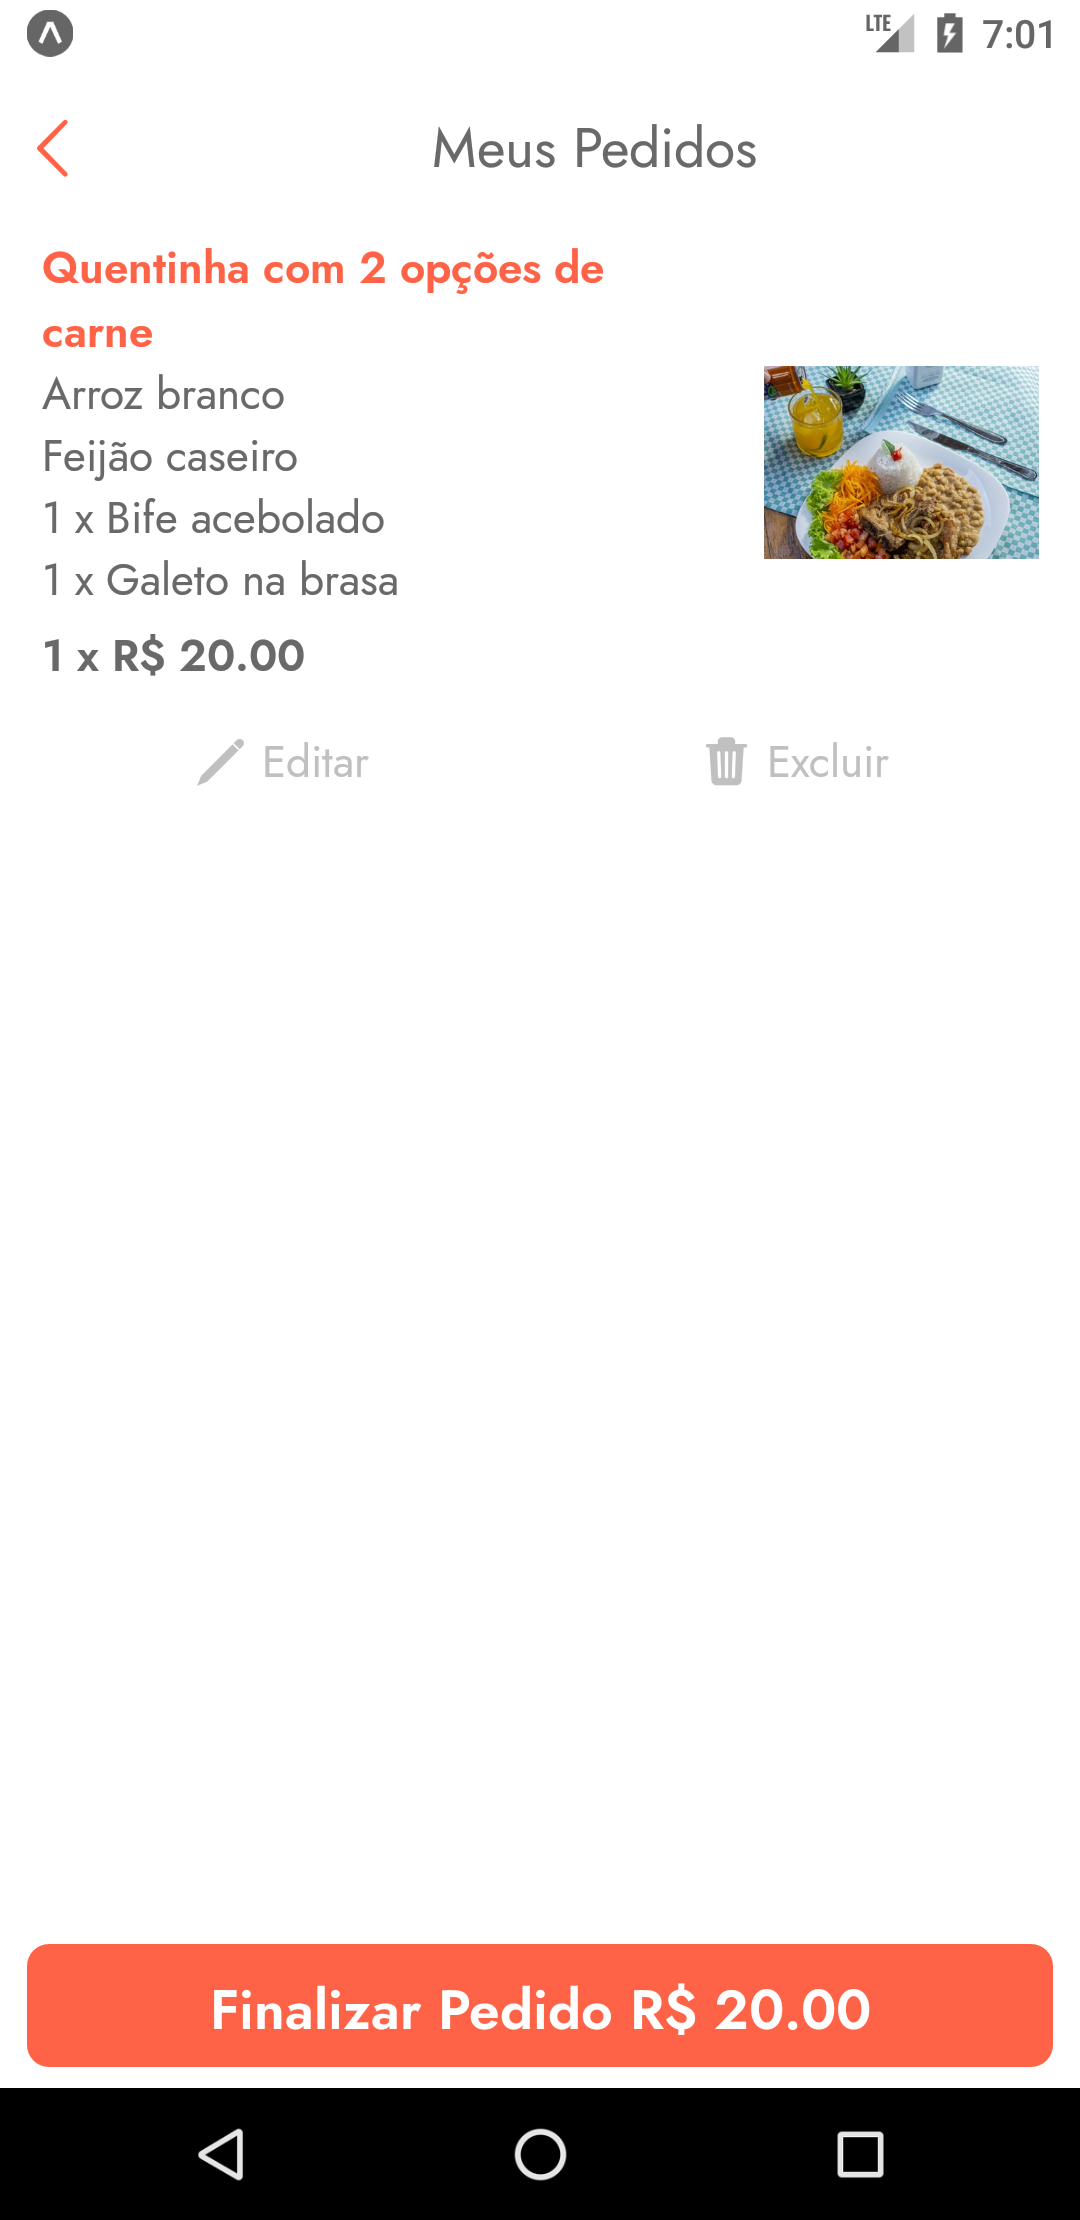 LTE 7:01
Meus Pedidos
Quentinha com 2 opções de
carne
Arroz branco
Feijão caseiro
1 x Bife acebolado
1 x Galeto na brasa
1 x R$ 20.00
Editar Excluir
Finalizar Pedido R$ 20.00